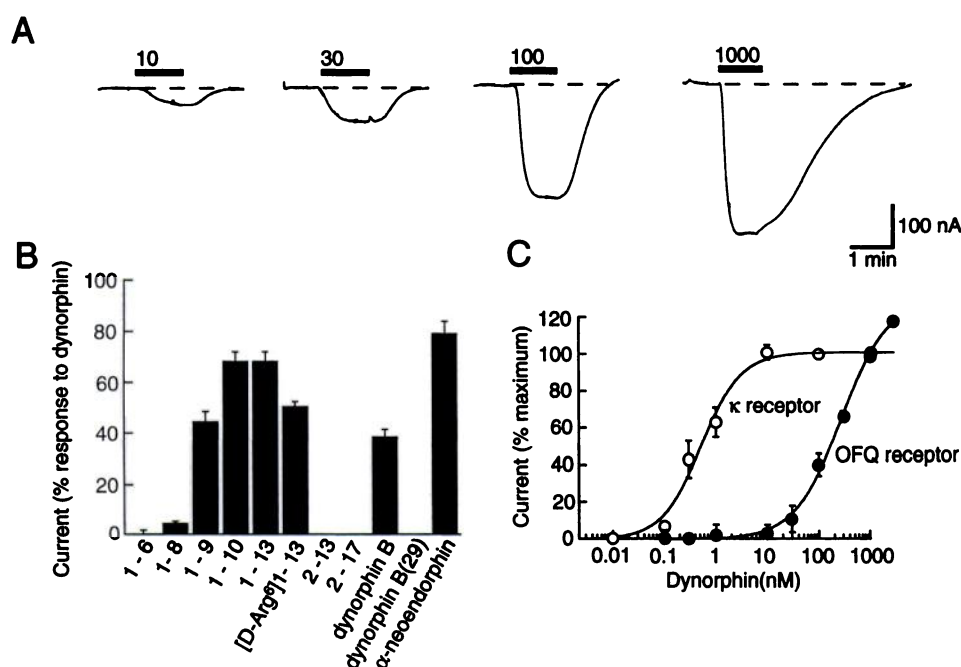 A
10
30
100
1000
100 nA
1 min
B
Current (% response to dynorphin)
100
80
60
40
20
0
1 - 6
1 - 8
1 - 9
1 - 10
1 - 13
[D-Arg⁶]1- 13
2 -13
2 - 17
dynorphin B
dynorphin B(29)
α-neoendorphin
C
Current (% maximum)
120
100
80
60
40
20
0
κ receptor
OFQ receptor
0.01
0.1
1
10
100
1000
Dynorphin(nM)